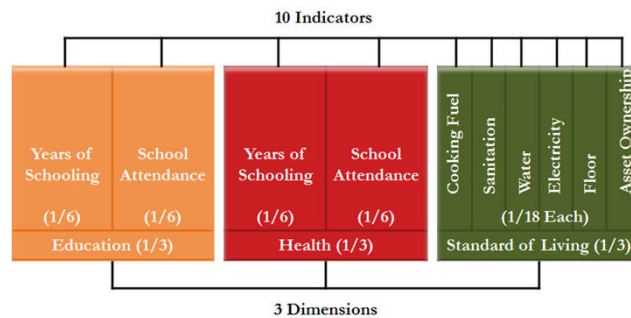 10 Indicators
Years of
Schooling
(1/6)
School
Attendance
(1/6)
Education (1/3)
Years of
Schooling
(1/6)
School
Attendance
(1/6)
Health (1/3)
Cooking Fuel
Sanitation
Water
Electricity
Floor
Asset Ownership
(1/18 Each)
Standard of Living (1/3)
3 Dimensions